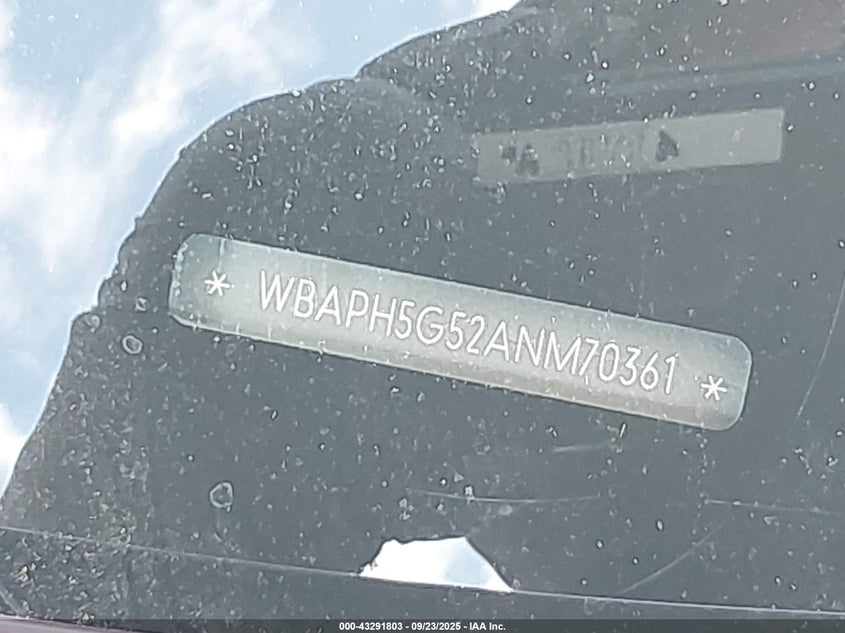 * WBAPH5G52ANM70361 *
000-43291803 - 09/23/2025 - IAA Inc.